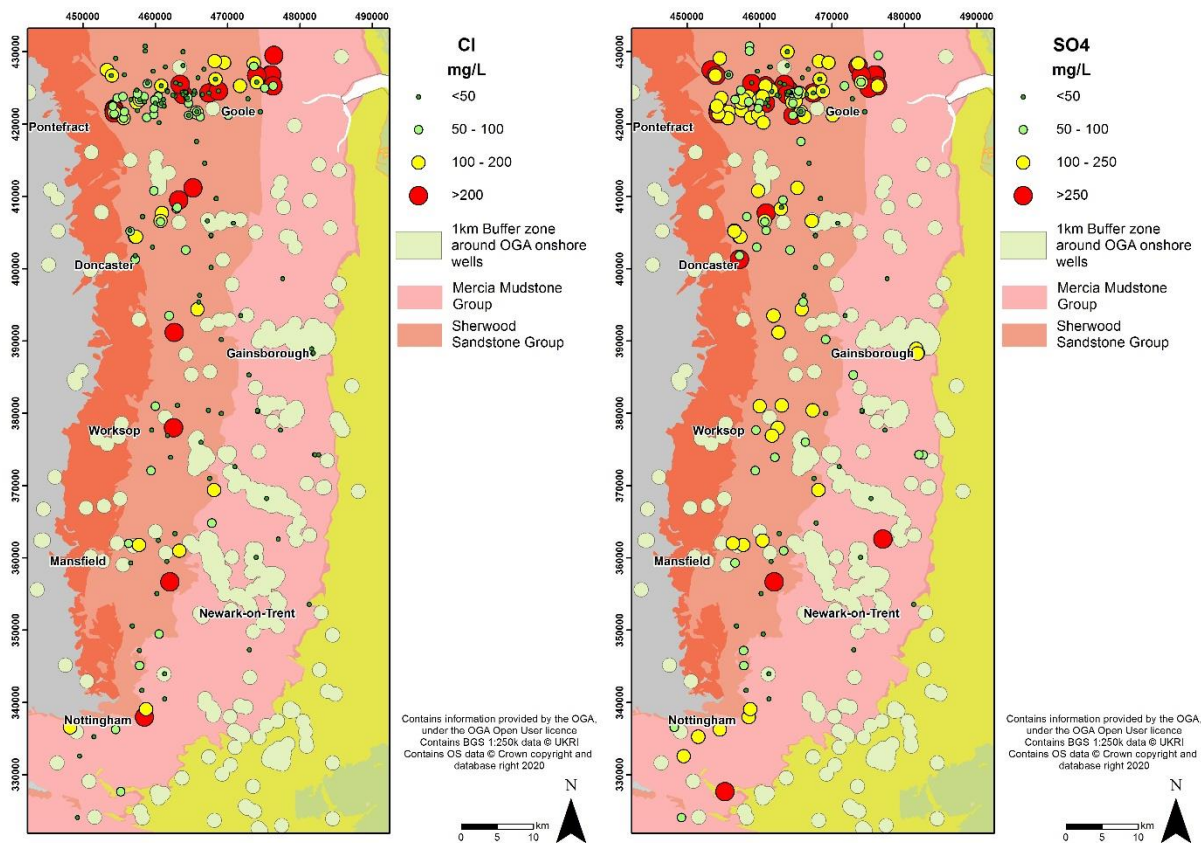 450000 460000 470000 480000 490000
430000
420000
410000
400000
390000
380000
370000
360000
350000
340000
330000
Pontefract
Goole
Doncaster
Gainsborough
Worksop
Mansfield
Newark-on-Trent
Nottingham
Cl
mg/L
<50
50 - 100
100 - 200
>200
1km Buffer zone
around OGA onshore
wells
Mercia Mudstone
Group
Sherwood
Sandstone Group
Contains information provided by the OGA,
under the OGA Open User licence
Contains BGS 1:250k data © UKRI
Contains OS data © Crown copyright and
database right 2020
N
km
0 5 10
450000 460000 470000 480000 490000
430000
420000
410000
400000
390000
380000
370000
360000
350000
340000
330000
Pontefract
Goole
Doncaster
Gainsborough
Worksop
Mansfield
Newark-on-Trent
Nottingham
SO4
mg/L
<50
50 - 100
100 - 250
>250
1km Buffer zone
around OGA onshore
wells
Mercia Mudstone
Group
Sherwood
Sandstone Group
Contains information provided by the OGA,
under the OGA Open User licence
Contains BGS 1:250k data © UKRI
Contains OS data © Crown copyright and
database right 2020
N
km
0 5 10